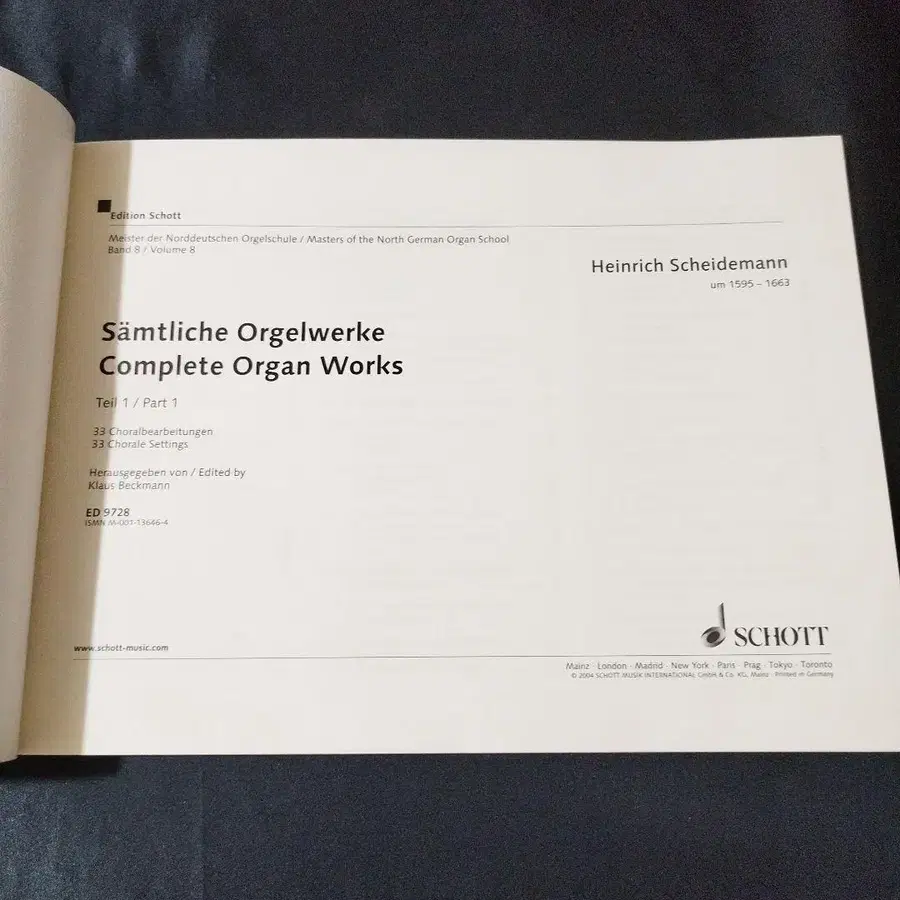 Edition Schott
Meister der Norddeutschen Orgelschule / Masters of the North German Organ School
Band 8 / Volume 8
Heinrich Scheidemann
um 1595 – 1663
Sämtliche Orgelwerke
Complete Organ Works
Teil 1 / Part 1
33 Choralbearbeitungen
33 Chorale Settings
Herausgegeben von / Edited by
Klaus Beckmann
ED 9728
ISMN M-001-13646-4
SCHOTT
www.schott-music.com
Mainz · London · Madrid · New York · Paris · Prag · Tokyo · Toronto
© 2004 SCHOTT MUSIK INTERNATIONAL GmbH & Co. KG, Mainz · Printed in Germany